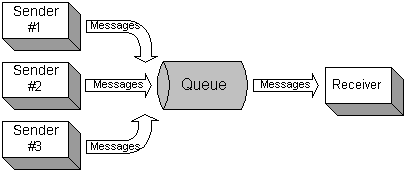 Sender
#1
Messages
Sender
#2
Messages
Queue
Messages
Receiver
Sender
#3
Messages